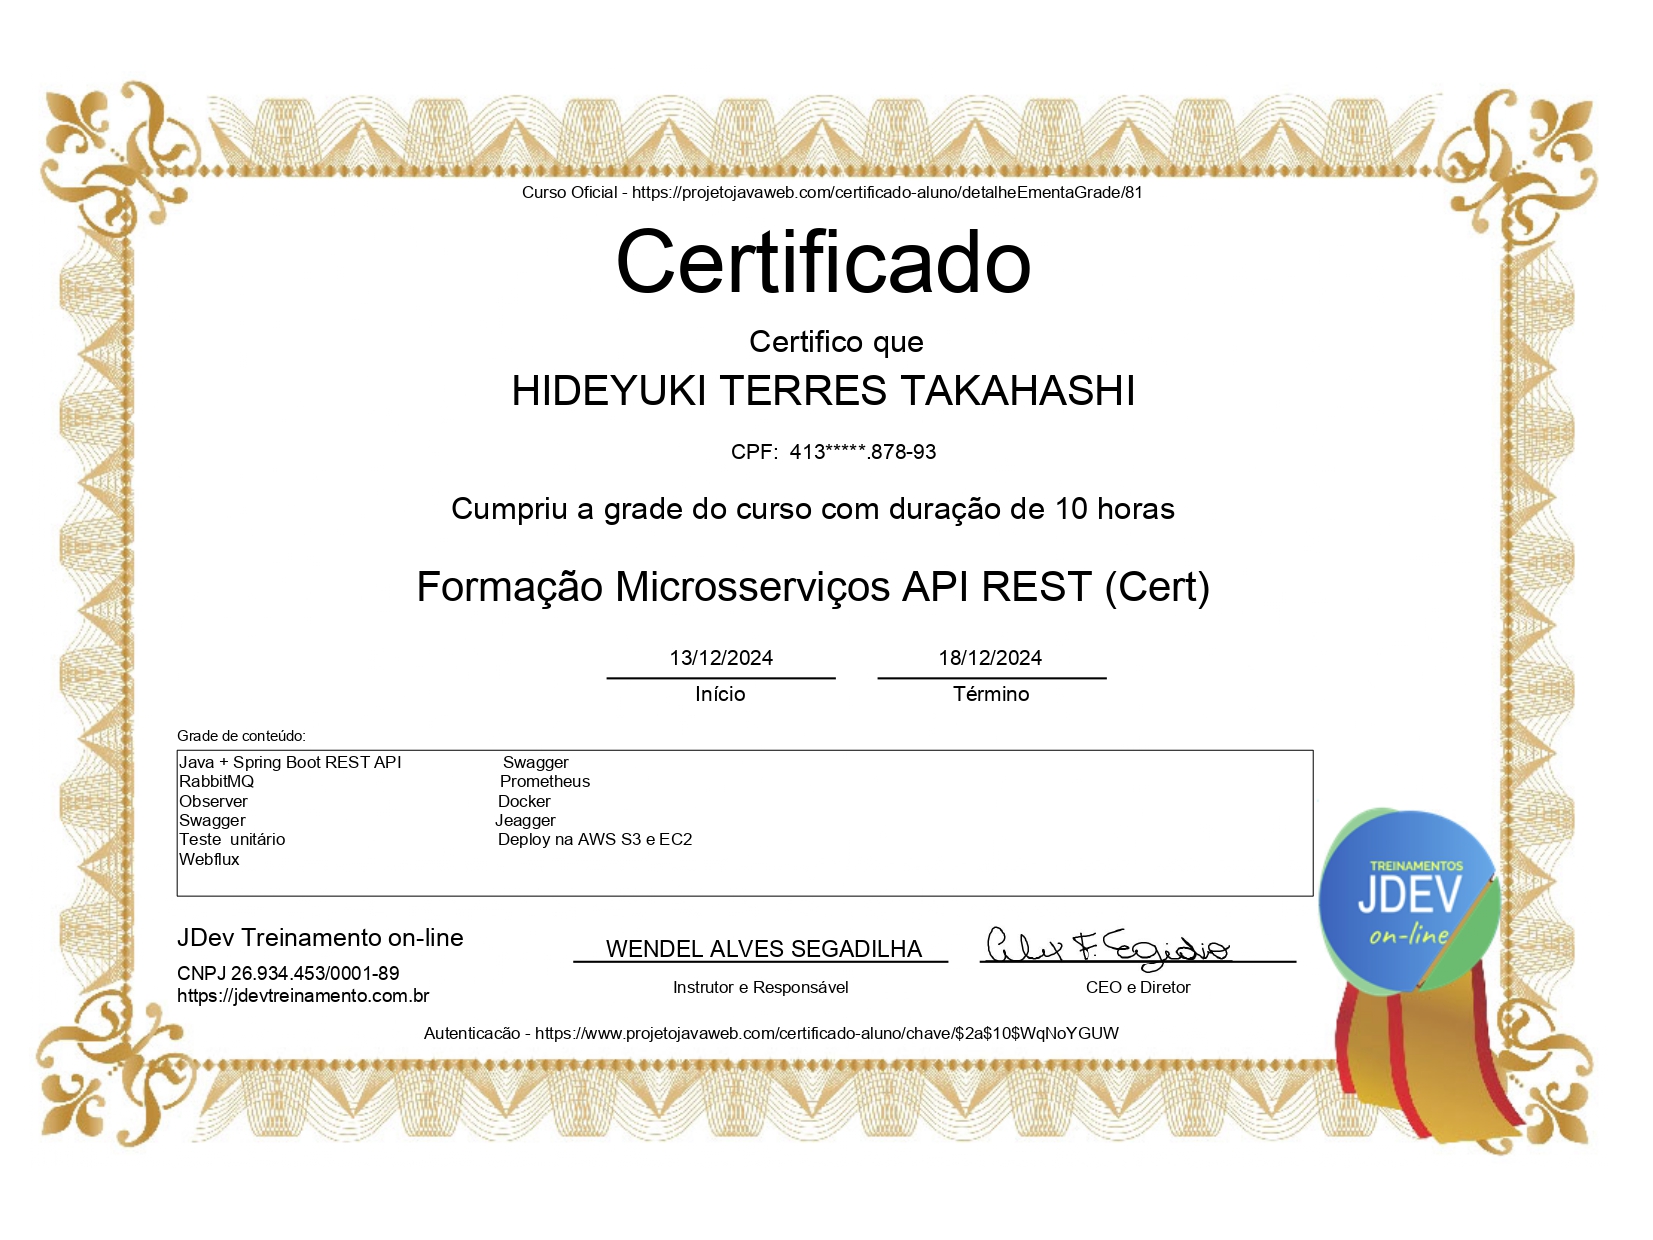 Curso Oficial - https://projetojavaweb.com/certificado-aluno/detalheEmentaGrade/81
Certificado
Certifico que
HIDEYUKI TERRES TAKAHASHI
CPF: 413*****.878-93
Cumpriu a grade do curso com duração de 10 horas
Formação Microsserviços API REST (Cert)
13/12/2024 18/12/2024
Início Término
Grade de conteúdo:
Java + Spring Boot REST API Swagger
RabbitMQ Prometheus
Observer Docker
Swagger Jeagger
Teste unitário Deploy na AWS S3 e EC2
Webflux
TREINAMENTOS
JDEV
on-line
JDev Treinamento on-line
WENDEL ALVES SEGADILHA Alex F. Egidio
CNPJ 26.934.453/0001-89
Instrutor e Responsável CEO e Diretor
https://jdevtreinamento.com.br
Autenticacão - https://www.projetojavaweb.com/certificado-aluno/chave/$2a$10$WqNoYGUW